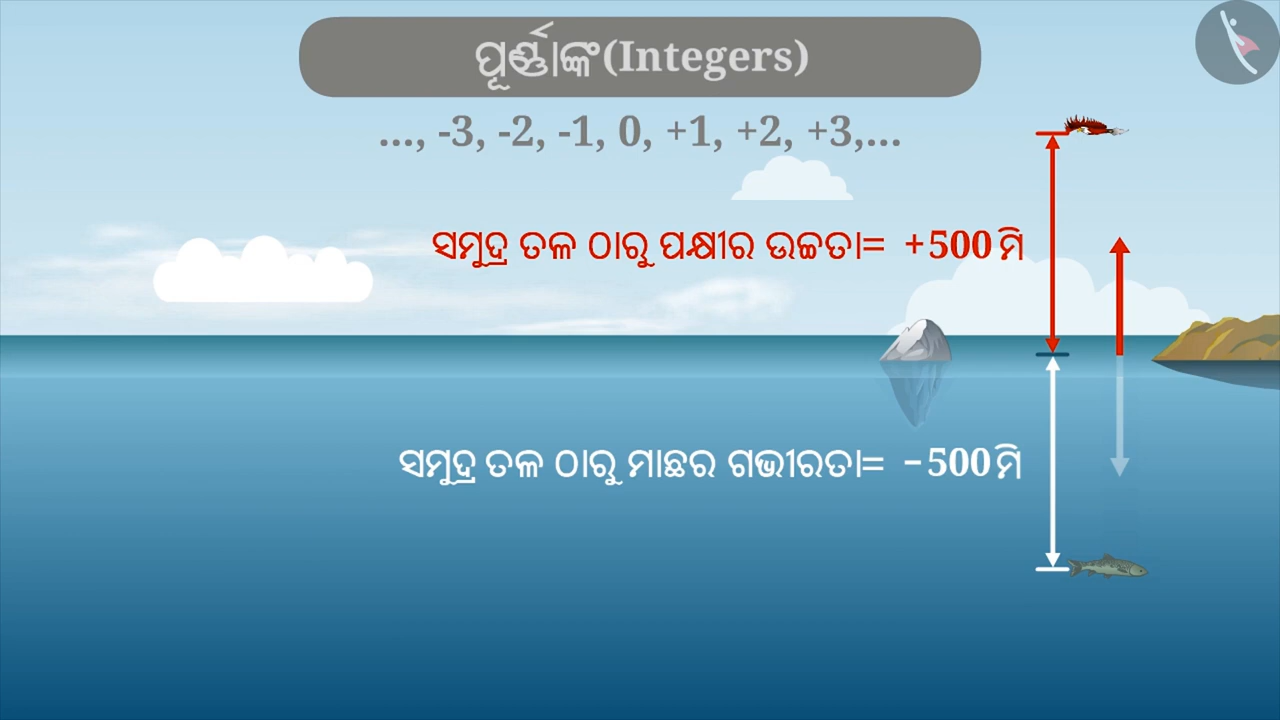 ପୂର୍ଣ୍ଣାଙ୍କ(Integers)
..., -3, -2, -1, 0, +1, +2, +3,...
ସମୁଦ୍ର ତଳ ଠାରୁ ପକ୍ଷୀର ଉଚ୍ଚତା= +500 ମି
ସମୁଦ୍ର ତଳ ଠାରୁ ମାଛର ଗଭୀରତା= -500 ମି